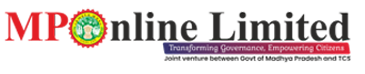 MPOnline Limited
Transforming Governance, Empowering Citizens
Joint venture between Govt of Madhya Pradesh and TCS